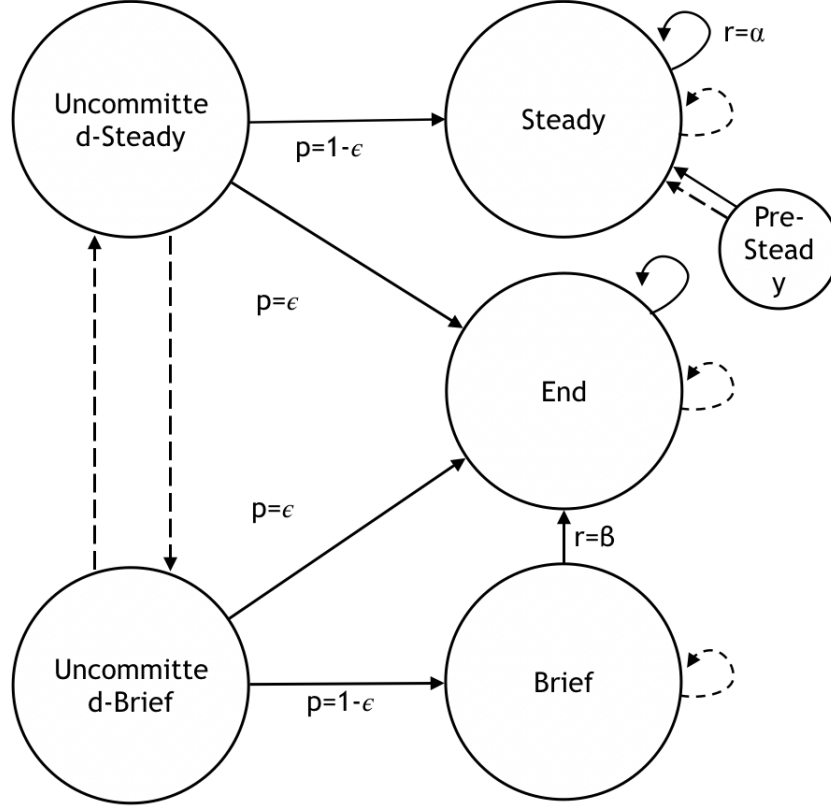 Uncommitte
d-Steady
p=1-ϵ
Steady
r=α
Pre-
Stead
y
p=ϵ
End
p=ϵ
r=β
Uncommitte
d-Brief
p=1-ϵ
Brief